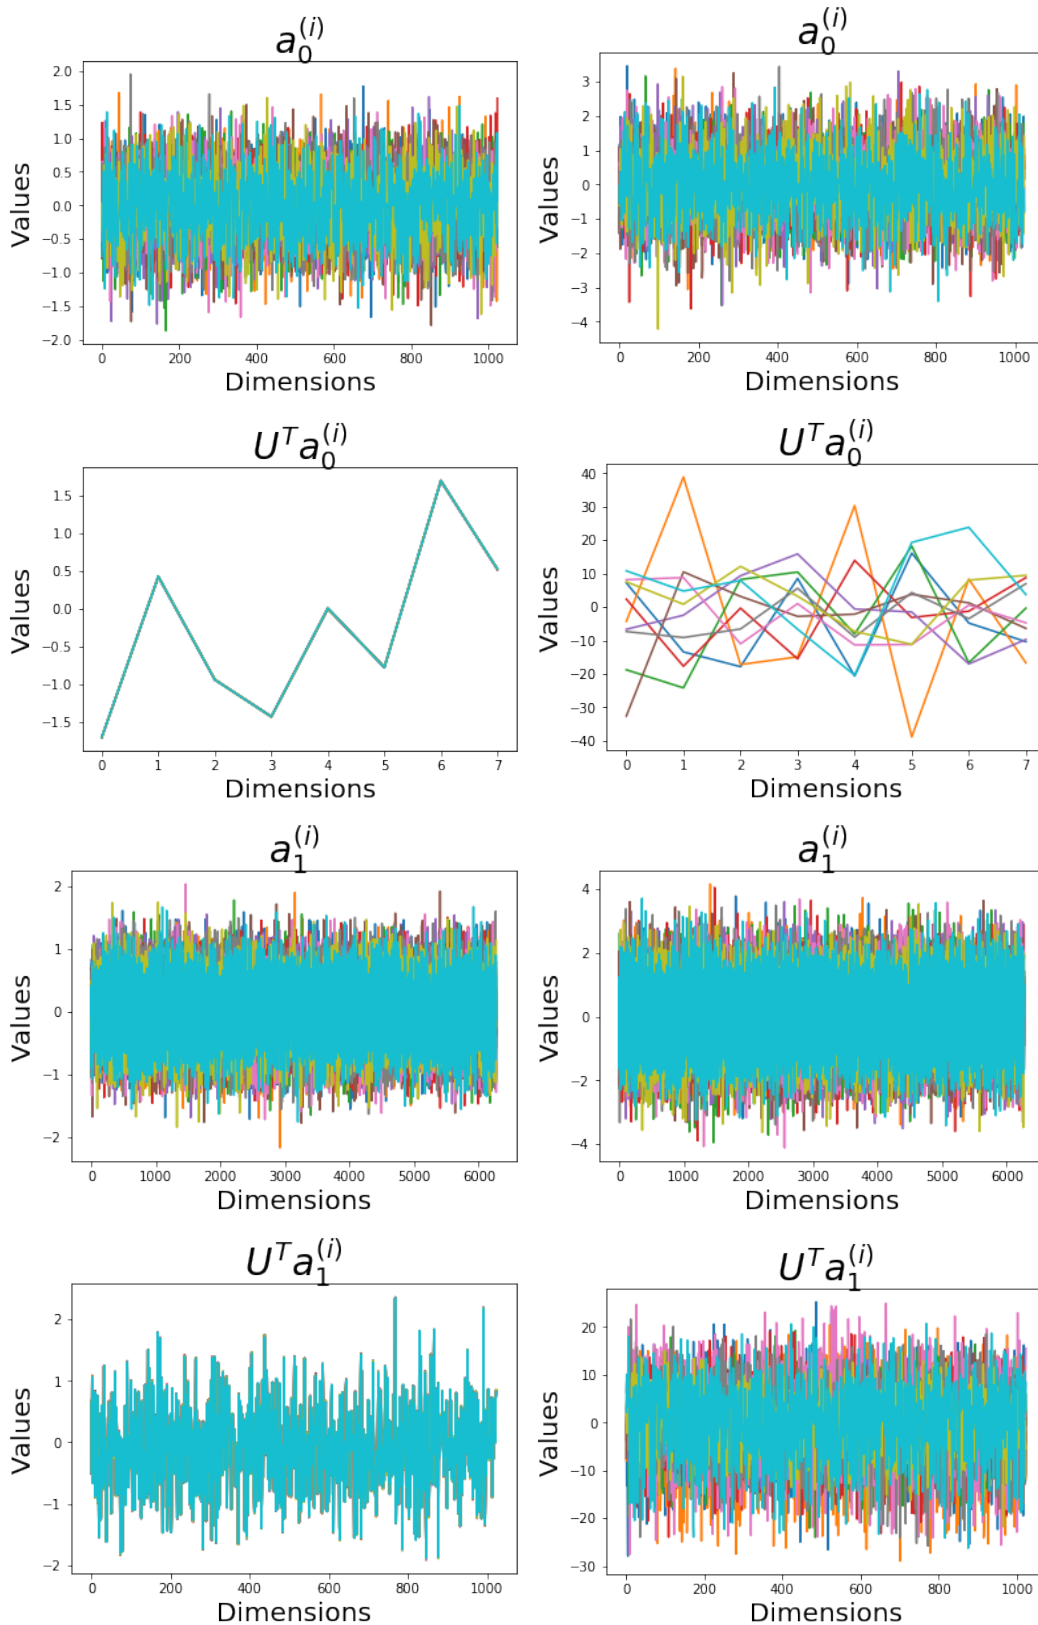 a_0^{(i)}
2.0
1.5
1.0
0.5
0.0
−0.5
−1.0
−1.5
−2.0
Values
0 200 400 600 800 1000
Dimensions
a_0^{(i)}
3
2
1
0
−1
−2
−3
−4
Values
0 200 400 600 800 1000
Dimensions
U^T a_0^{(i)}
1.5
1.0
0.5
0.0
−0.5
−1.0
−1.5
Values
0 1 2 3 4 5 6 7
Dimensions
U^T a_0^{(i)}
40
30
20
10
0
−10
−20
−30
−40
Values
0 1 2 3 4 5 6 7
Dimensions
a_1^{(i)}
2
1
0
−1
−2
Values
0 1000 2000 3000 4000 5000 6000
Dimensions
a_1^{(i)}
4
2
0
−2
−4
Values
0 1000 2000 3000 4000 5000 6000
Dimensions
U^T a_1^{(i)}
2
1
0
−1
−2
Values
0 200 400 600 800 1000
Dimensions
U^T a_1^{(i)}
20
10
0
−10
−20
−30
Values
0 200 400 600 800 1000
Dimensions